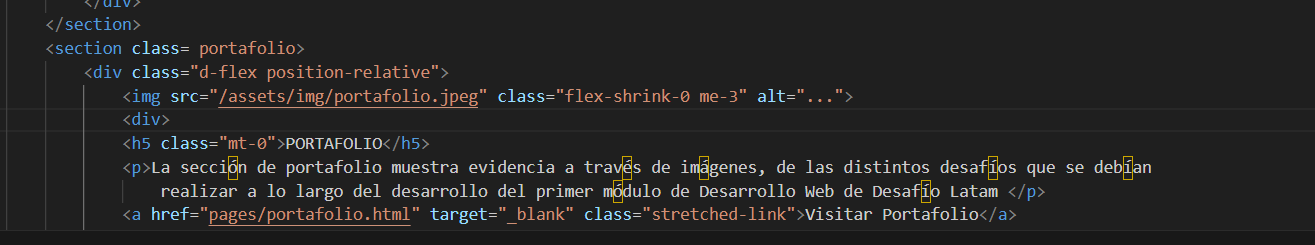 </div>
</section>
<section class= portafolio>
<div class="d-flex position-relative">
<img src="/assets/img/portafolio.jpeg" class="flex-shrink-0 me-3" alt="...">
<div>
<h5 class="mt-0">PORTAFOLIO</h5>
<p>La sección de portafolio muestra evidencia a través de imágenes, de las distintos desafíos que se debían
realizar a lo largo del desarrollo del primer módulo de Desarrollo Web de Desafío Latam </p>
<a href="pages/portafolio.html" target="_blank" class="stretched-link">Visitar Portafolio</a>